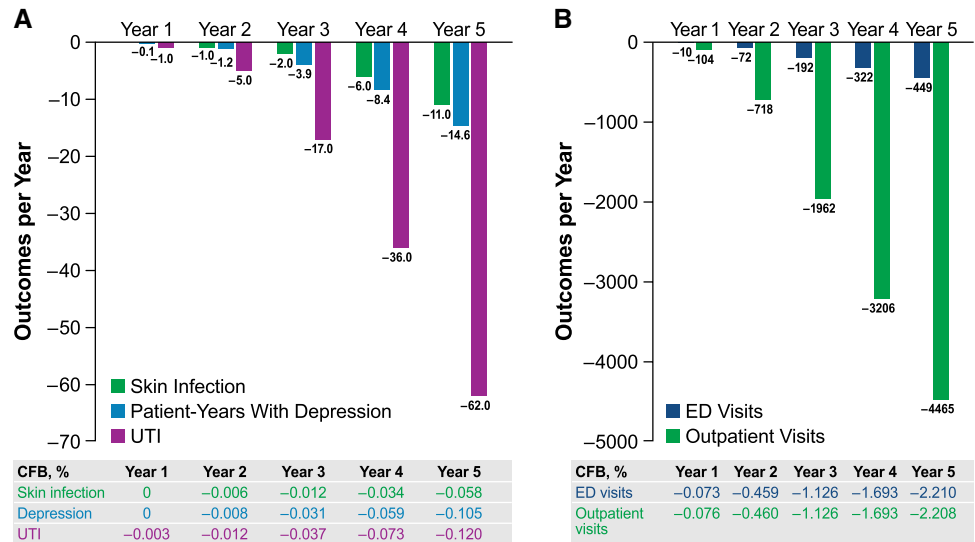 A
Year 1 Year 2 Year 3 Year 4 Year 5
0
–10
–20
–30
–40
–50
–60
–70
Outcomes per Year
–0.1
–1.0
–1.0
–1.2
–5.0
–2.0
–3.9
–17.0
–6.0
–8.4
–36.0
–11.0
–14.6
–62.0
Skin Infection
Patient-Years With Depression
UTI
CFB, % Year 1 Year 2 Year 3 Year 4 Year 5
Skin infection 0 –0.006 –0.012 –0.034 –0.058
Depression 0 –0.008 –0.031 –0.059 –0.105
UTI –0.003 –0.012 –0.037 –0.073 –0.120
B
Year 1 Year 2 Year 3 Year 4 Year 5
0
–1000
–2000
–3000
–4000
–5000
Outcomes per Year
–10
–104
–72
–718
–192
–1962
–322
–3206
–449
–4465
ED Visits
Outpatient Visits
CFB, % Year 1 Year 2 Year 3 Year 4 Year 5
ED visits –0.073 –0.459 –1.126 –1.693 –2.210
Outpatient –0.076 –0.460 –1.126 –1.693 –2.208
visits